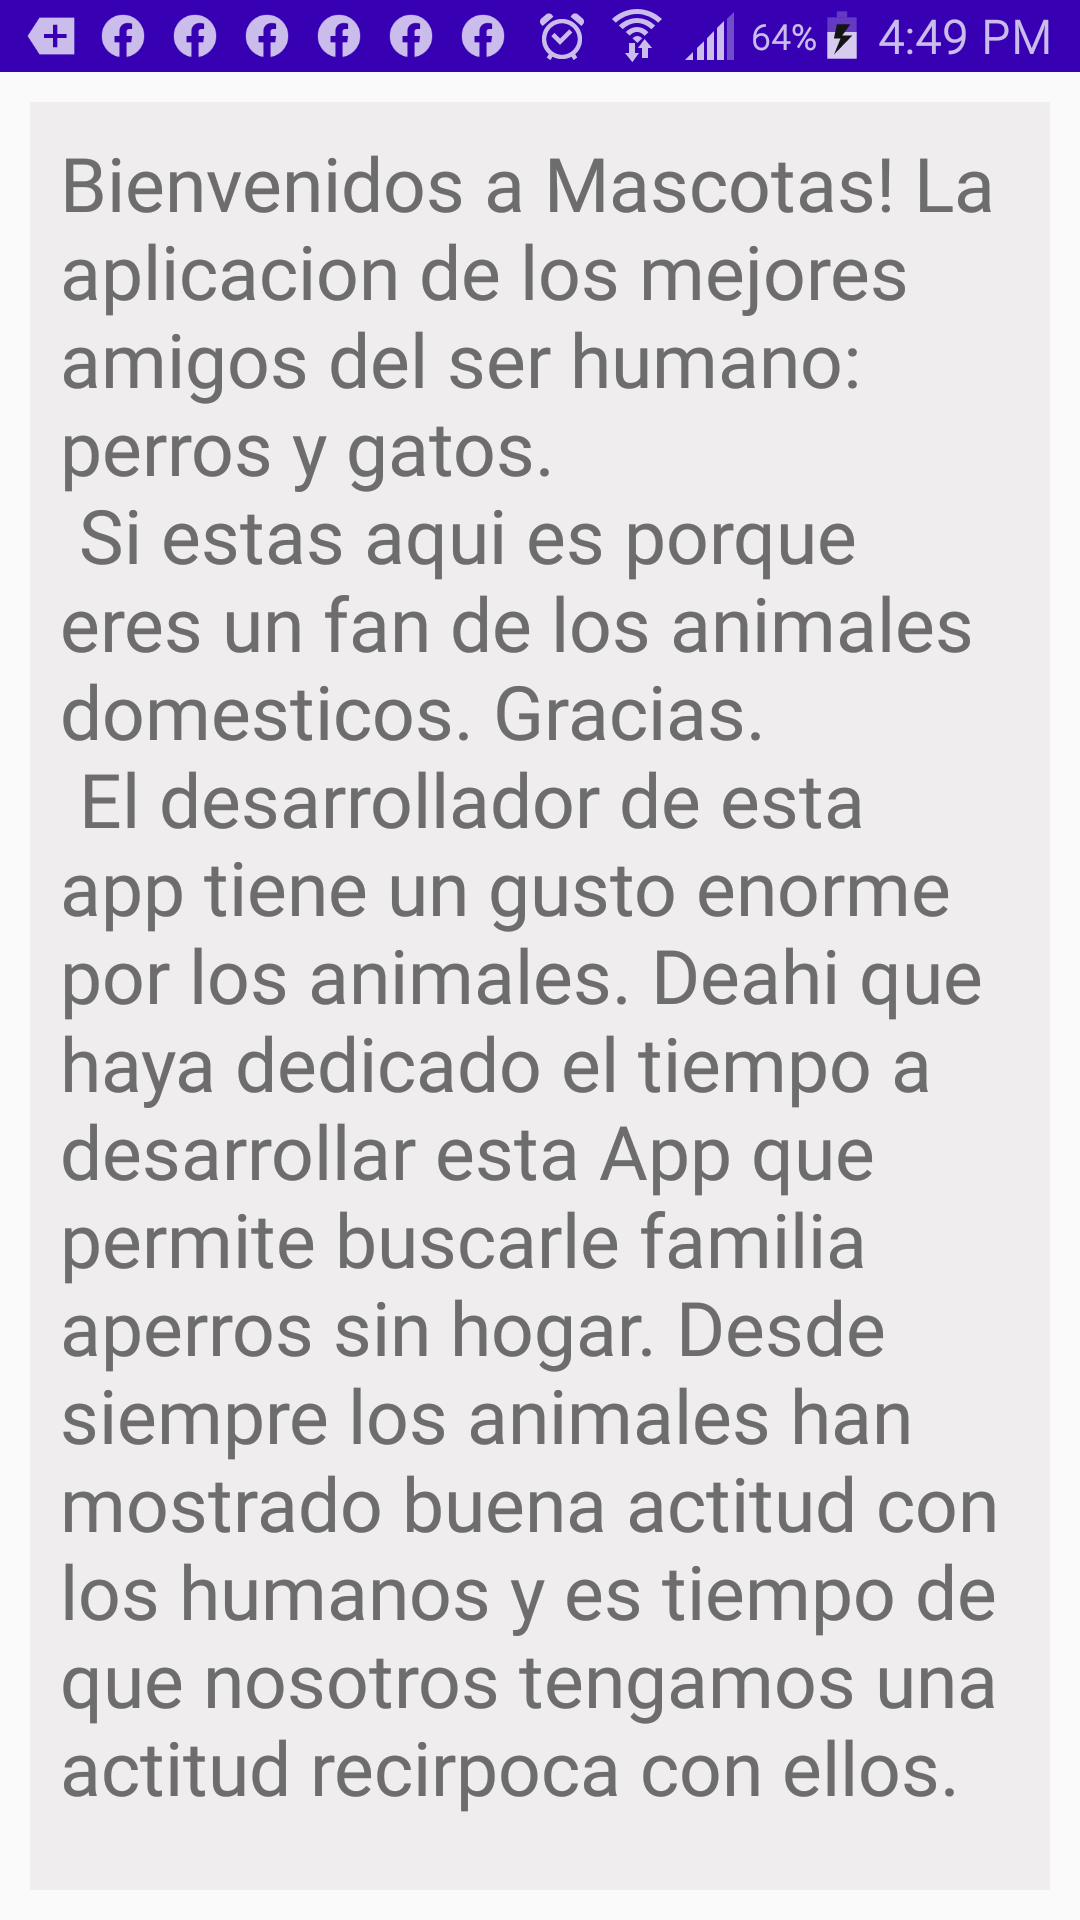 64% 4:49 PM
Bienvenidos a Mascotas! La
aplicacion de los mejores
amigos del ser humano:
perros y gatos.
Si estas aqui es porque
eres un fan de los animales
domesticos. Gracias.
El desarrollador de esta
app tiene un gusto enorme
por los animales. Deahi que
haya dedicado el tiempo a
desarrollar esta App que
permite buscarle familia
aperros sin hogar. Desde
siempre los animales han
mostrado buena actitud con
los humanos y es tiempo de
que nosotros tengamos una
actitud recirpoca con ellos.